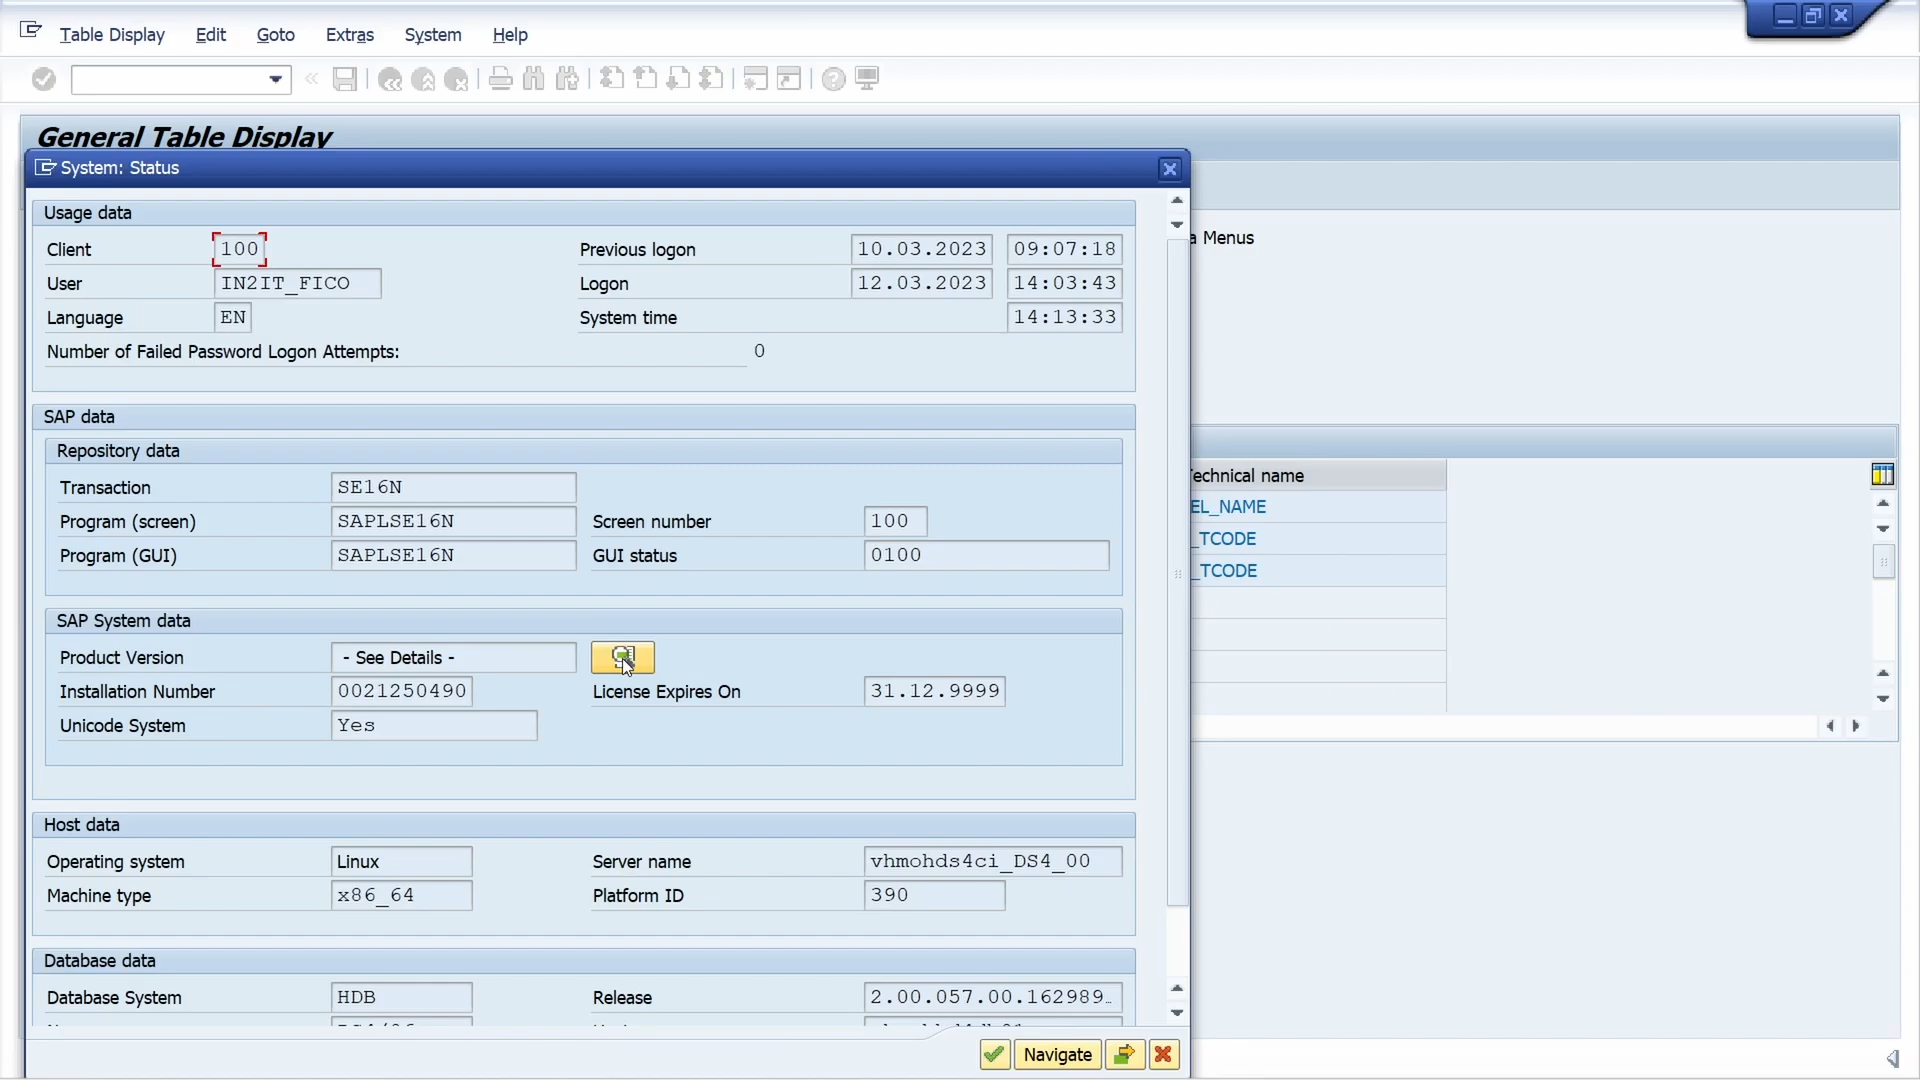 Table Display Edit Goto Extras System Help
General Table Display
System: Status
Usage data
Client 100 Previous logon 10.03.2023 09:07:18
User IN2IT_FICO Logon 12.03.2023 14:03:43
Language EN System time 14:13:33
Number of Failed Password Logon Attempts: 0
SAP data
Repository data
Transaction SE16N
Program (screen) SAPLSE16N Screen number 100
Program (GUI) SAPLSE16N GUI status 0100
SAP System data
Product Version - See Details -
Installation Number 0021250490 License Expires On 31.12.9999
Unicode System Yes
Host data
Operating system Linux Server name vhmohds4ci_DS4_00
Machine type x86_64 Platform ID 390
Database data
Database System HDB Release 2.00.057.00.162989…
Navigate
a Menus
Technical name
EL_NAME
_TCODE
_TCODE